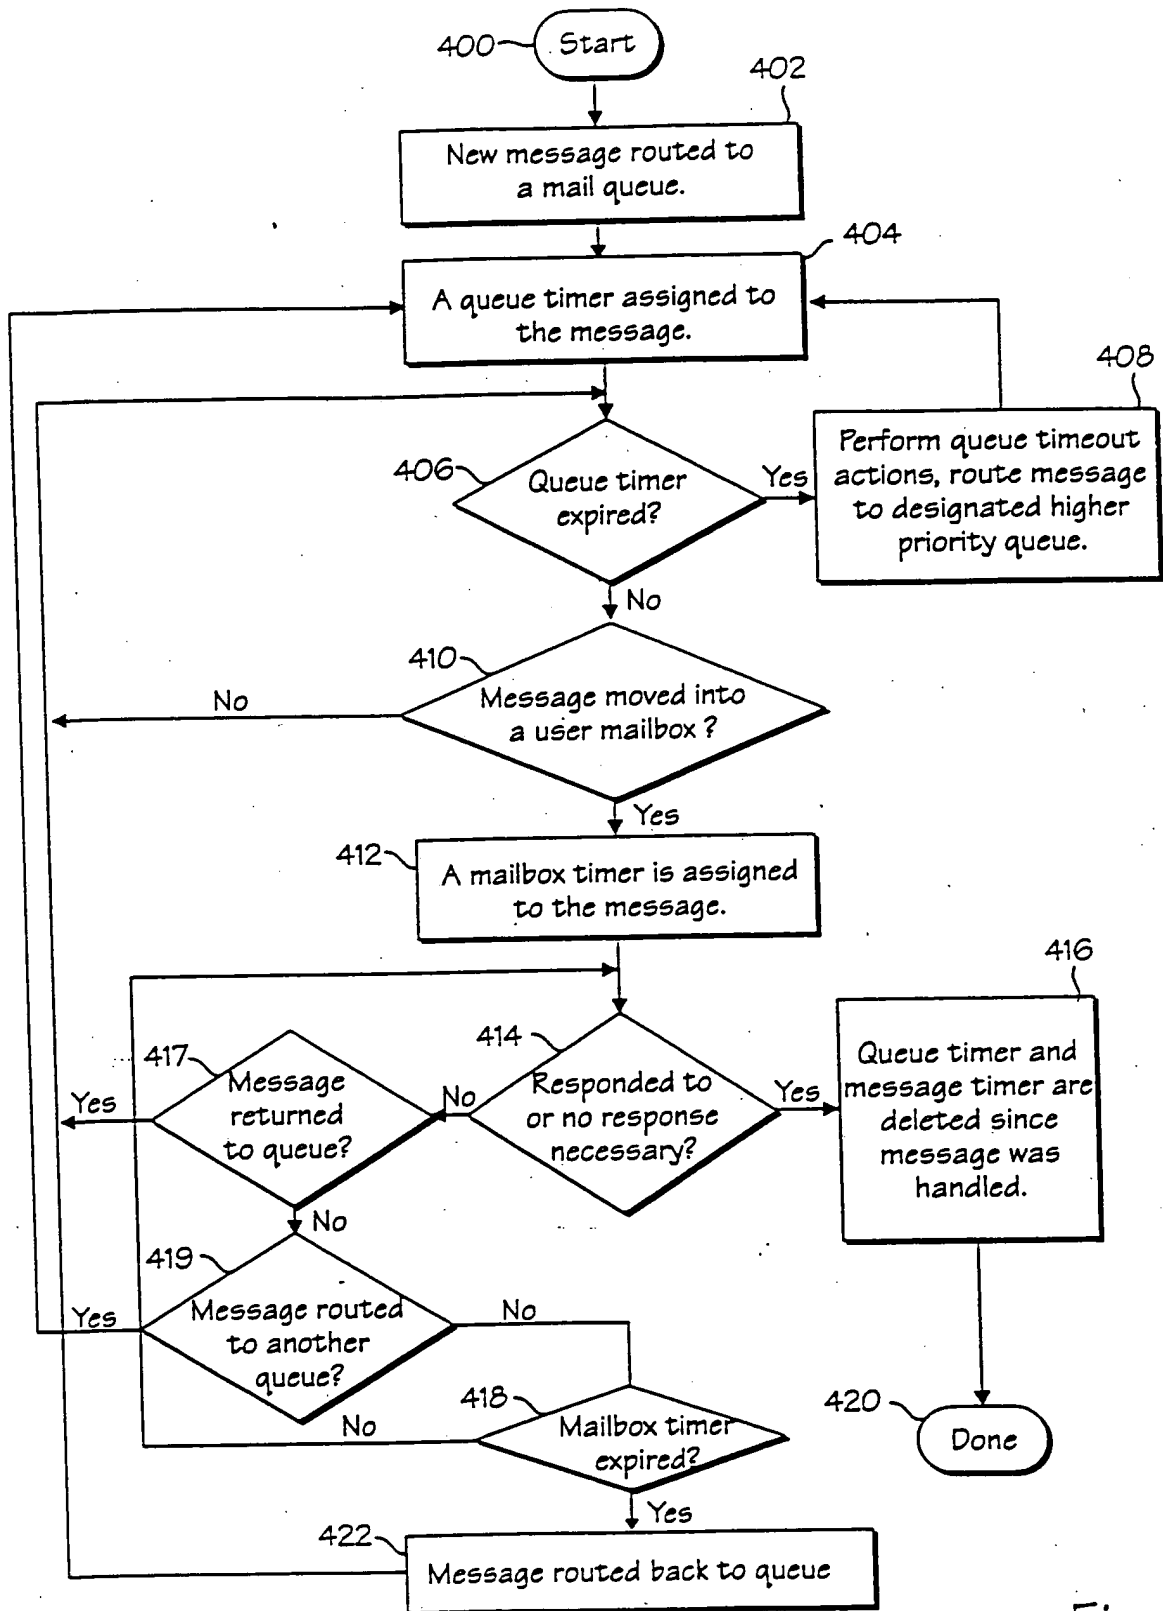 400
Start
402
New message routed to
a mail queue.
404
A queue timer assigned to
the message.
408
Perform queue timeout
actions, route message
to designated higher
priority queue.
406
Queue timer
expired?
Yes
No
410
Message moved into
a user mailbox ?
No
Yes
412
A mailbox timer is assigned
to the message.
416
Queue timer and
message timer are
deleted since
message was
handled.
414
Responded to
or no response
necessary?
Yes
No
417
Message
returned
to queue?
Yes
No
419
Message routed
to another
queue?
Yes
No
418
Mailbox timer
expired?
No
Yes
420
Done
422
Message routed back to queue